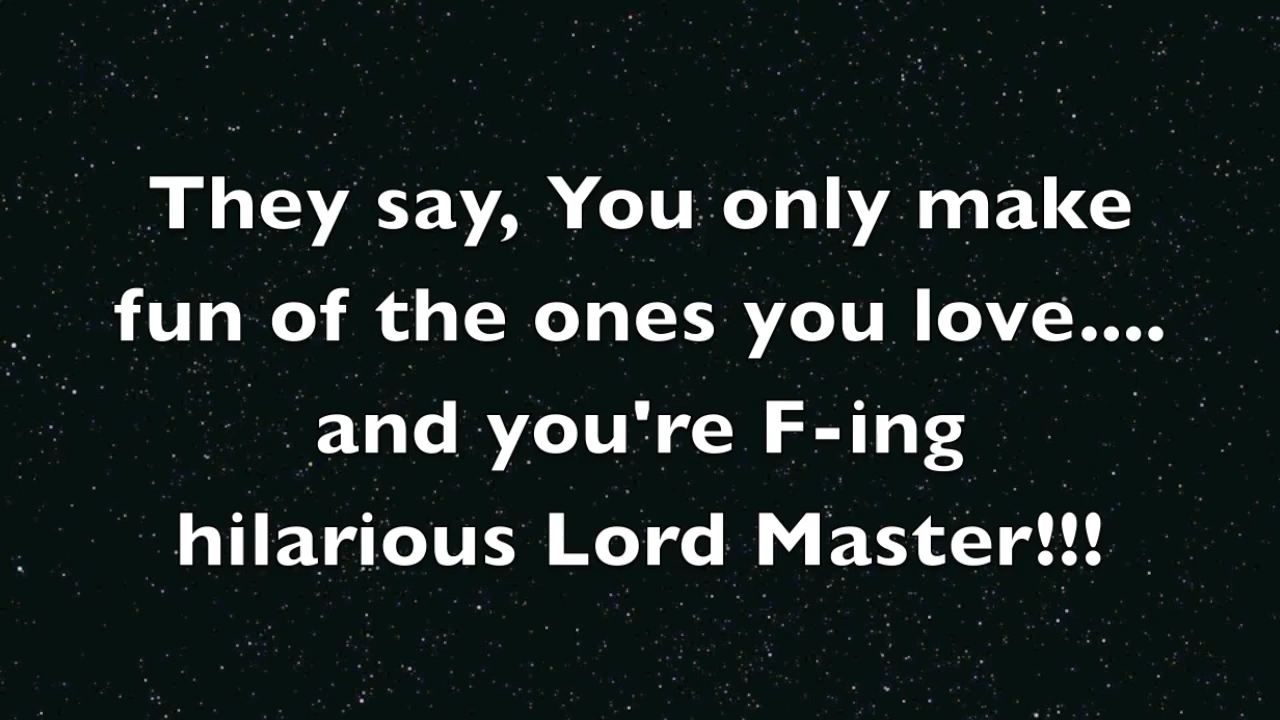 They say, You only make
fun of the ones you love....
and you're F-ing
hilarious Lord Master!!!